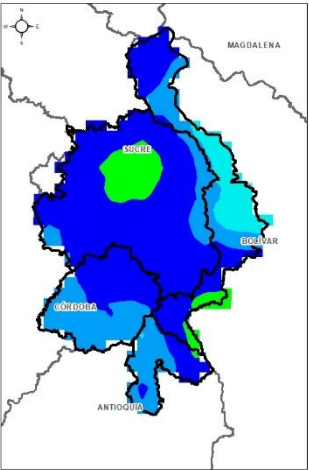 N
W E
S
MAGDALENA
SUCRE
BOLIVAR
CÓRDOBA
ANTIOQUIA